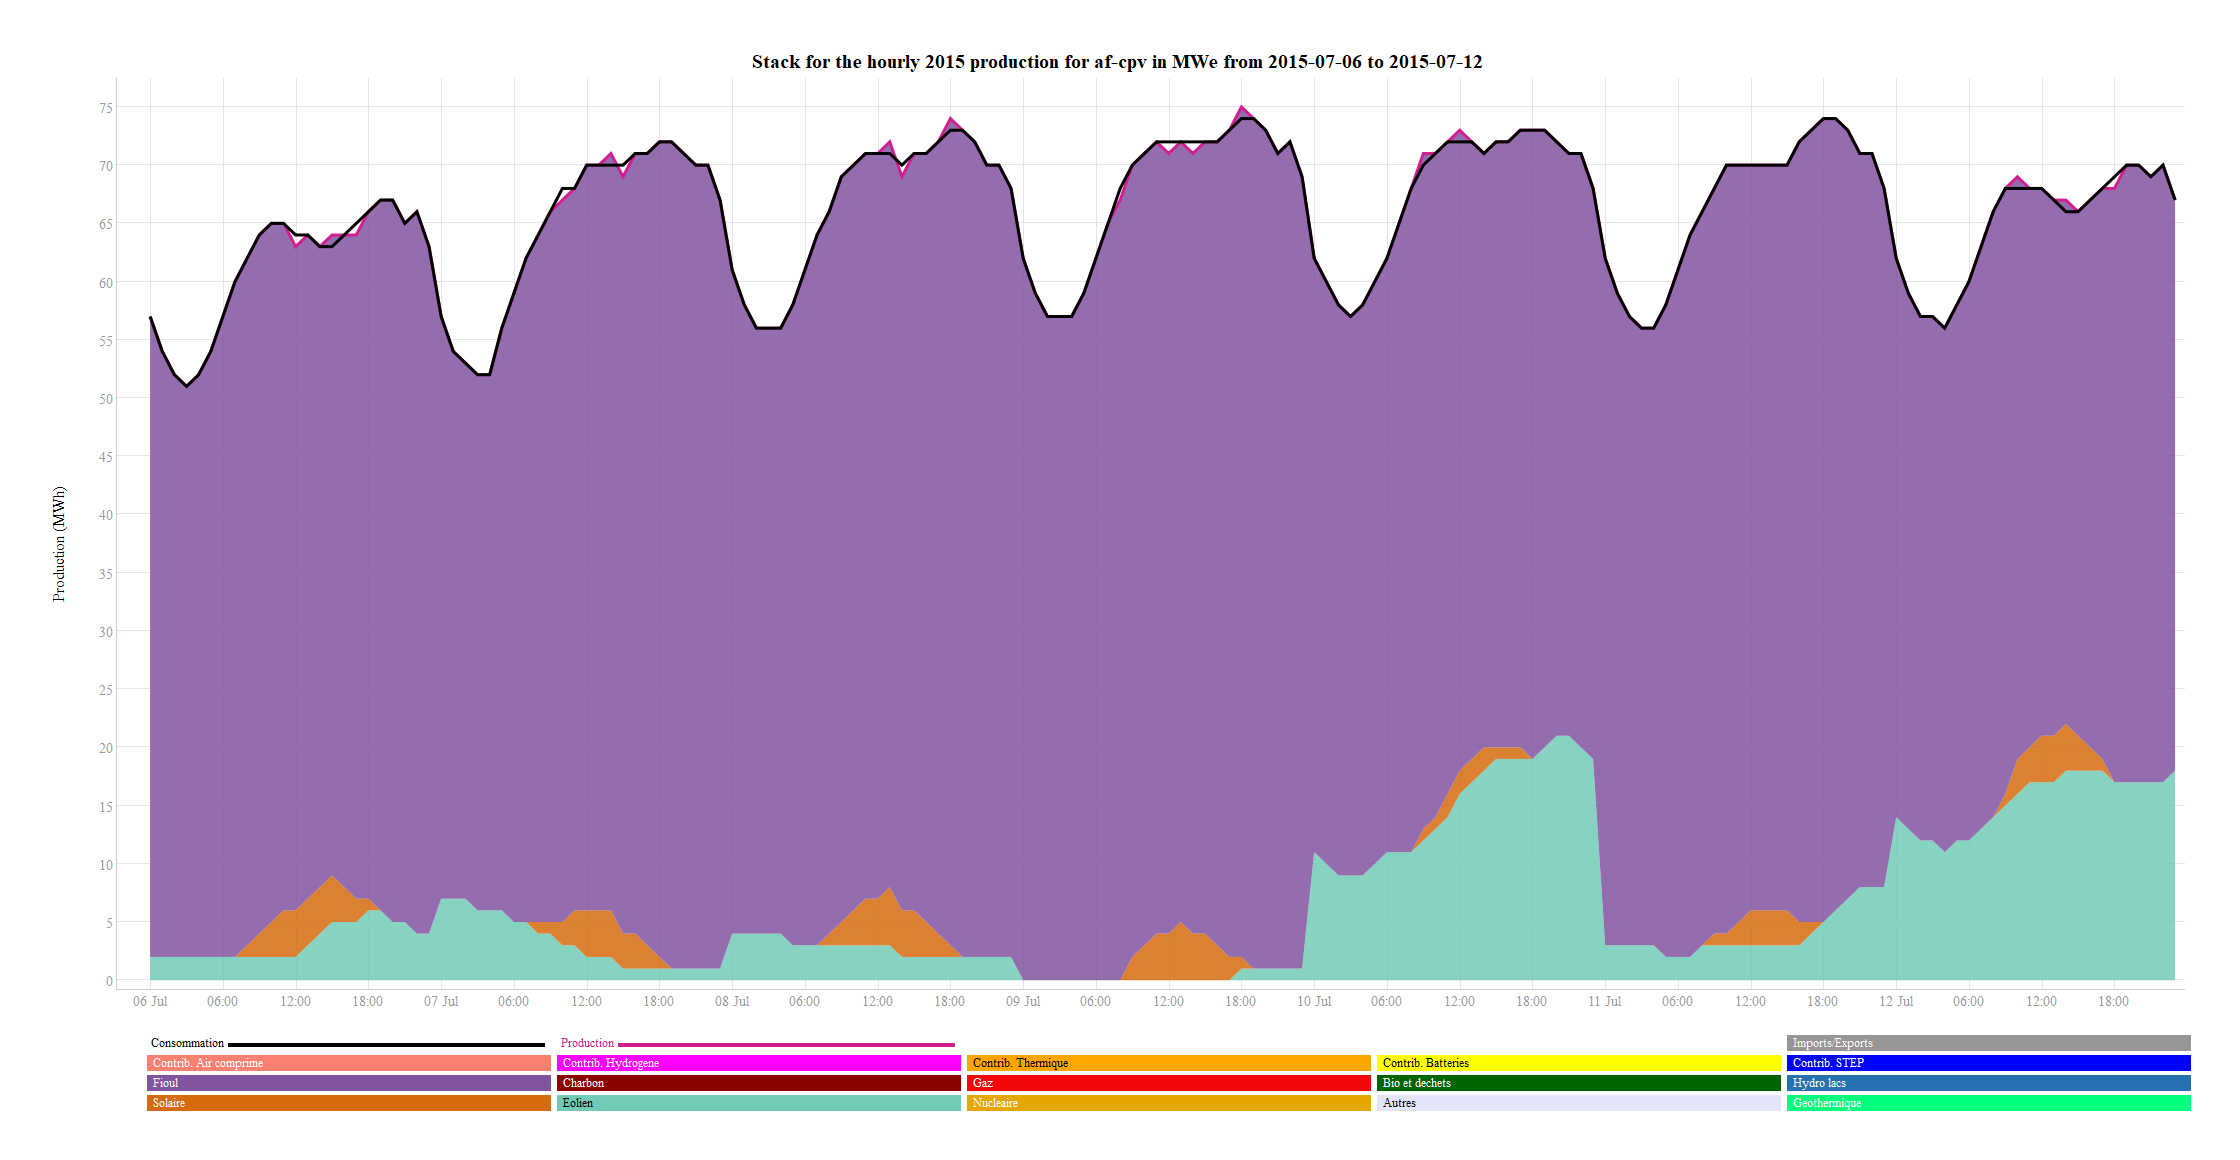 Stack for the hourly 2015 production for af-cpv in MWe from 2015-07-06 to 2015-07-12
75
70
65
60
55
50
45
40
35
30
25
20
15
10
5
0
Production (MWh)
06 Jul 06:00 12:00 18:00 07 Jul 06:00 12:00 18:00 08 Jul 06:00 12:00 18:00 09 Jul 06:00 12:00 18:00 10 Jul 06:00 12:00 18:00 11 Jul 06:00 12:00 18:00 12 Jul 06:00 12:00 18:00
Consommation Production Imports/Exports
Contrib. Air comprime Contrib. Hydrogene Contrib. Thermique Contrib. Batteries Contrib. STEP
Fioul Charbon Gaz Bio et dechets Hydro lacs
Solaire Eolien Nucleaire Autres Geothermique